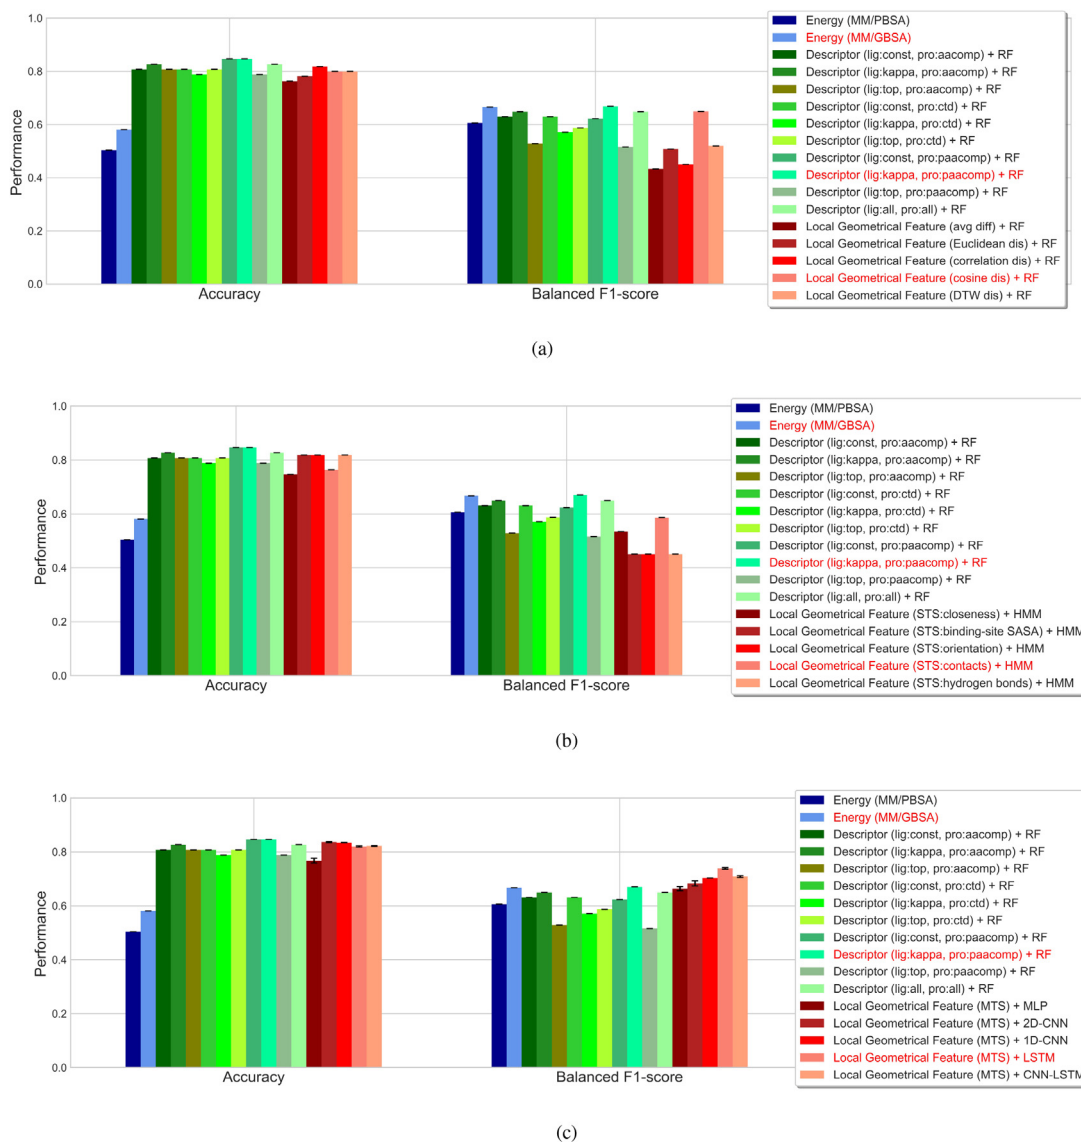 1.0
0.8
0.6
0.4
0.2
0.0
Performance
Accuracy
Balanced F1-score
Energy (MM/PBSA)
Energy (MM/GBSA)
Descriptor (lig:const, pro:aacomp) + RF
Descriptor (lig:kappa, pro:aacomp) + RF
Descriptor (lig:top, pro:aacomp) + RF
Descriptor (lig:const, pro:ctd) + RF
Descriptor (lig:kappa, pro:ctd) + RF
Descriptor (lig:top, pro:ctd) + RF
Descriptor (lig:const, pro:paacomp) + RF
Descriptor (lig:kappa, pro:paacomp) + RF
Descriptor (lig:top, pro:paacomp) + RF
Descriptor (lig:all, pro:all) + RF
Local Geometrical Feature (avg diff) + RF
Local Geometrical Feature (Euclidean dis) + RF
Local Geometrical Feature (correlation dis) + RF
Local Geometrical Feature (cosine dis) + RF
Local Geometrical Feature (DTW dis) + RF
(a)
1.0
0.8
0.6
0.4
0.2
0.0
Performance
Accuracy
Balanced F1-score
Energy (MM/PBSA)
Energy (MM/GBSA)
Descriptor (lig:const, pro:aacomp) + RF
Descriptor (lig:kappa, pro:aacomp) + RF
Descriptor (lig:top, pro:aacomp) + RF
Descriptor (lig:const, pro:ctd) + RF
Descriptor (lig:kappa, pro:ctd) + RF
Descriptor (lig:top, pro:ctd) + RF
Descriptor (lig:const, pro:paacomp) + RF
Descriptor (lig:kappa, pro:paacomp) + RF
Descriptor (lig:top, pro:paacomp) + RF
Descriptor (lig:all, pro:all) + RF
Local Geometrical Feature (STS:closeness) + HMM
Local Geometrical Feature (STS:binding-site SASA) + HMM
Local Geometrical Feature (STS:orientation) + HMM
Local Geometrical Feature (STS:contacts) + HMM
Local Geometrical Feature (STS:hydrogen bonds) + HMM
(b)
1.0
0.8
0.6
0.4
0.2
0.0
Performance
Accuracy
Balanced F1-score
Energy (MM/PBSA)
Energy (MM/GBSA)
Descriptor (lig:const, pro:aacomp) + RF
Descriptor (lig:kappa, pro:aacomp) + RF
Descriptor (lig:top, pro:aacomp) + RF
Descriptor (lig:const, pro:ctd) + RF
Descriptor (lig:kappa, pro:ctd) + RF
Descriptor (lig:top, pro:ctd) + RF
Descriptor (lig:const, pro:paacomp) + RF
Descriptor (lig:kappa, pro:paacomp) + RF
Descriptor (lig:top, pro:paacomp) + RF
Descriptor (lig:all, pro:all) + RF
Local Geometrical Feature (MTS) + MLP
Local Geometrical Feature (MTS) + 2D-CNN
Local Geometrical Feature (MTS) + 1D-CNN
Local Geometrical Feature (MTS) + LSTM
Local Geometrical Feature (MTS) + CNN-LSTM
(c)